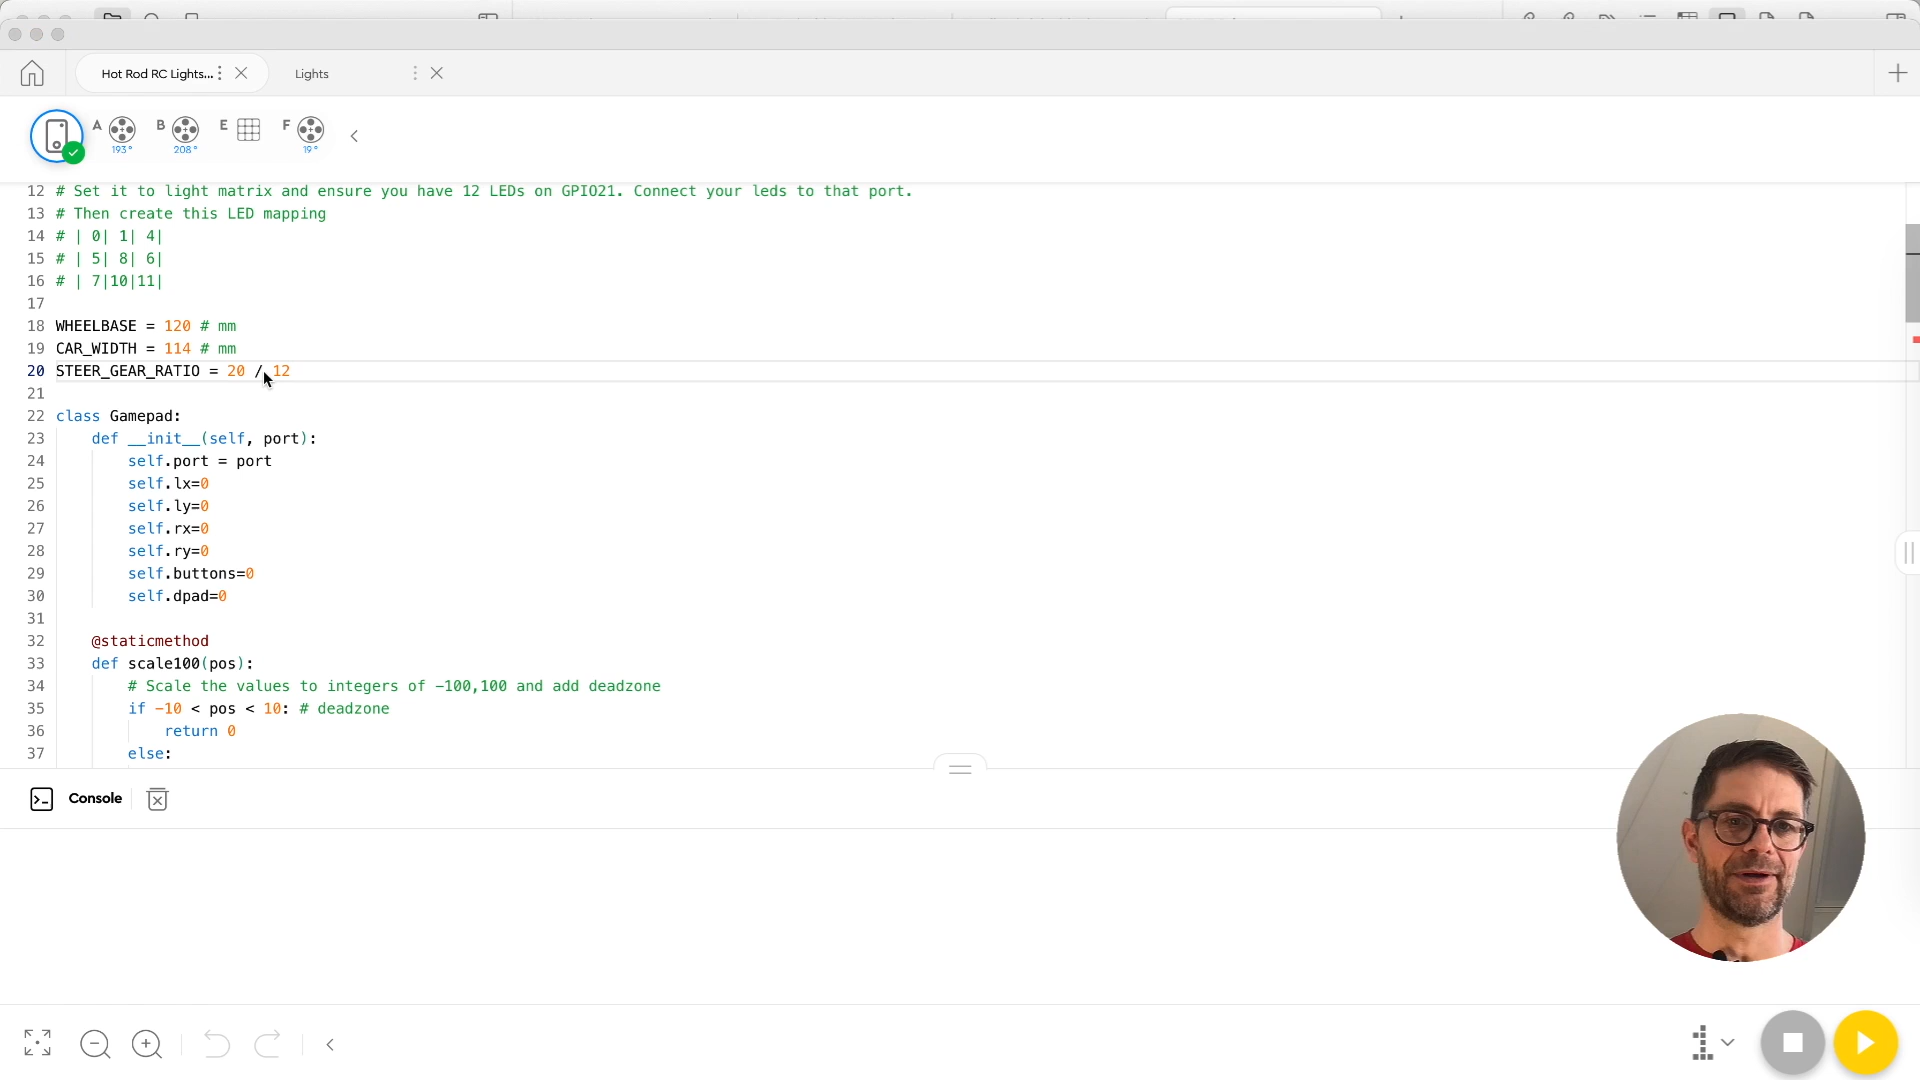 Hot Rod RC Lights...
Lights
A
193°
B
208°
E
F
19°
12 # Set it to light matrix and ensure you have 12 LEDs on GPIO21. Connect your leds to that port.
13 # Then create this LED mapping
14 # | 0| 1| 4|
15 # | 5| 8| 6|
16 # | 7|10|11|
17
18 WHEELBASE = 120 # mm
19 CAR_WIDTH = 114 # mm
20 STEER_GEAR_RATIO = 20 / 12
21
22 class Gamepad:
23     def __init__(self, port):
24         self.port = port
25         self.lx=0
26         self.ly=0
27         self.rx=0
28         self.ry=0
29         self.buttons=0
30         self.dpad=0
31
32     @staticmethod
33     def scale100(pos):
34         # Scale the values to integers of -100,100 and add deadzone
35         if -10 < pos < 10: # deadzone
36             return 0
37         else:
Console